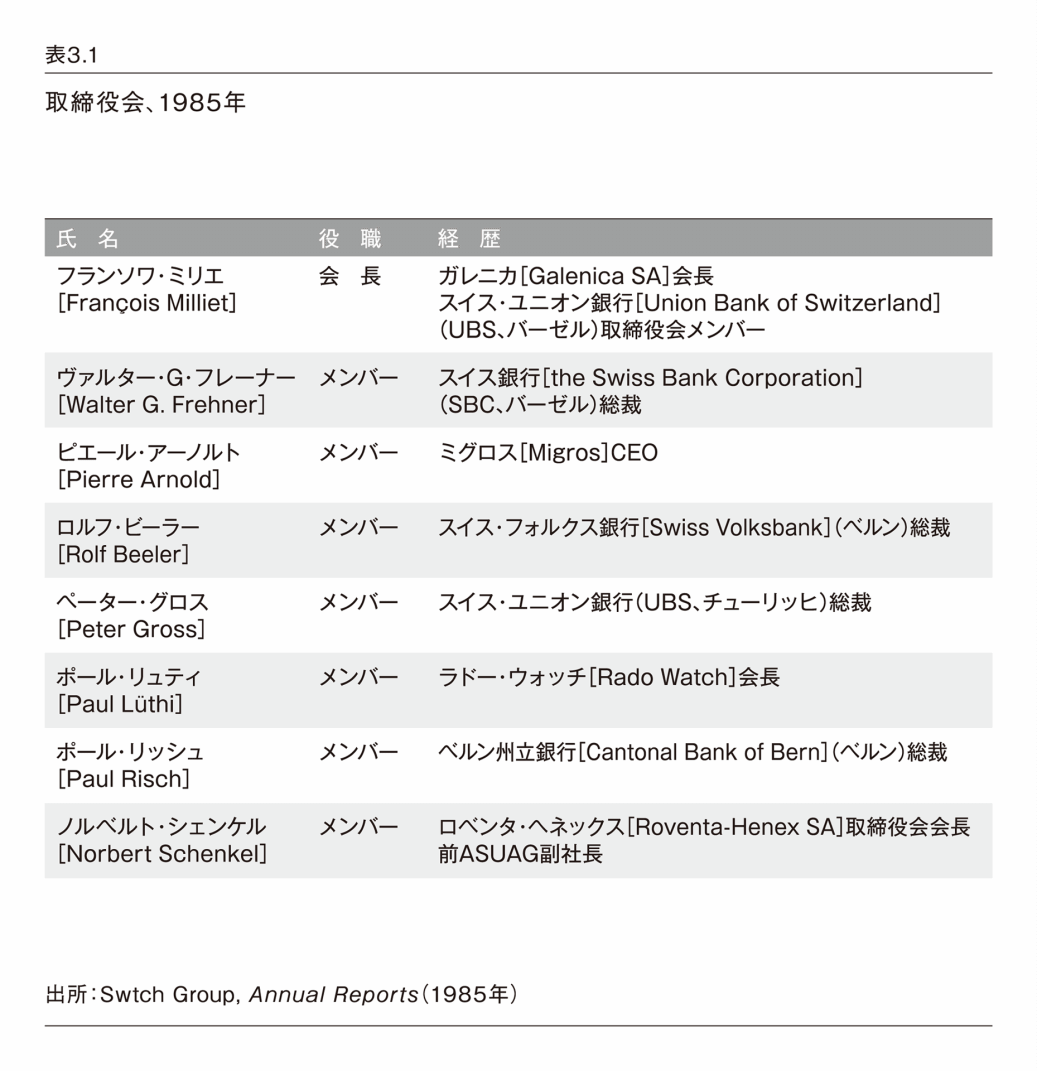 表3.1
取締役会、1985年
氏　名　役　職　経　歴
フランソワ・ミリエ　会　長　ガレニカ[Galenica SA]会長
[François Milliet]　スイス・ユニオン銀行[Union Bank of Switzerland]
（UBS、バーゼル）取締役会メンバー
ヴァルター・G・フレーナー　メンバー　スイス銀行[the Swiss Bank Corporation]
[Walter G. Frehner]　（SBC、バーゼル）総裁
ピエール・アーノルト　メンバー　ミグロス[Migros]CEO
[Pierre Arnold]
ロルフ・ビーラー　メンバー　スイス・フォルクス銀行[Swiss Volksbank]（ベルン）総裁
[Rolf Beeler]
ペーター・グロス　メンバー　スイス・ユニオン銀行（UBS、チューリッヒ）総裁
[Peter Gross]
ポール・リュティ　メンバー　ラドー・ウォッチ[Rado Watch]会長
[Paul Lüthi]
ポール・リッシュ　メンバー　ベルン州立銀行[Cantonal Bank of Bern]（ベルン）総裁
[Paul Risch]
ノルベルト・シェンケル　メンバー　ロベンタ・ヘネックス[Roventa-Henex SA]取締役会会長
[Norbert Schenkel]　前ASUAG副社長
出所：Swtch Group, Annual Reports（1985年）